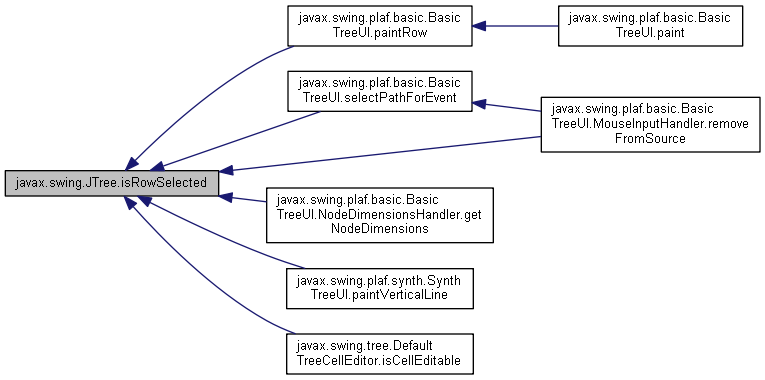 javax.swing.JTree.isRowSelected
javax.swing.plaf.basic.Basic
TreeUI.paintRow
javax.swing.plaf.basic.Basic
TreeUI.paint
javax.swing.plaf.basic.Basic
TreeUI.selectPathForEvent
javax.swing.plaf.basic.Basic
TreeUI.MouseInputHandler.remove
FromSource
javax.swing.plaf.basic.Basic
TreeUI.NodeDimensionsHandler.get
NodeDimensions
javax.swing.plaf.synth.Synth
TreeUI.paintVerticalLine
javax.swing.tree.Default
TreeCellEditor.isCellEditable